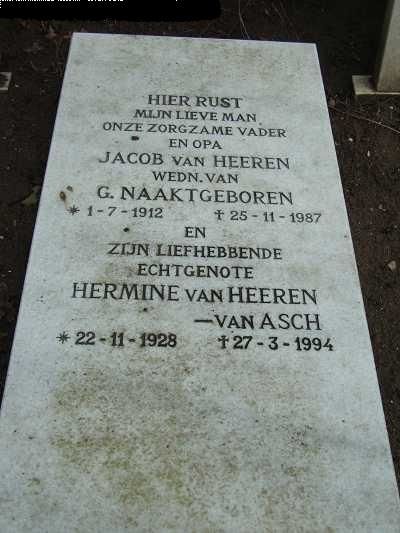 HIER RUST
MIJN LIEVE MAN
ONZE ZORGZAME VADER
EN OPA
JACOB VAN HEEREN
WEDN. VAN
G. NAAKTGEBOREN
* 1-7-1912 † 25-11-1987
EN
ZIJN LIEFHEBBENDE
ECHTGENOTE
HERMINE VAN HEEREN
—VAN ASCH
* 22-11-1928 † 27-3-1994